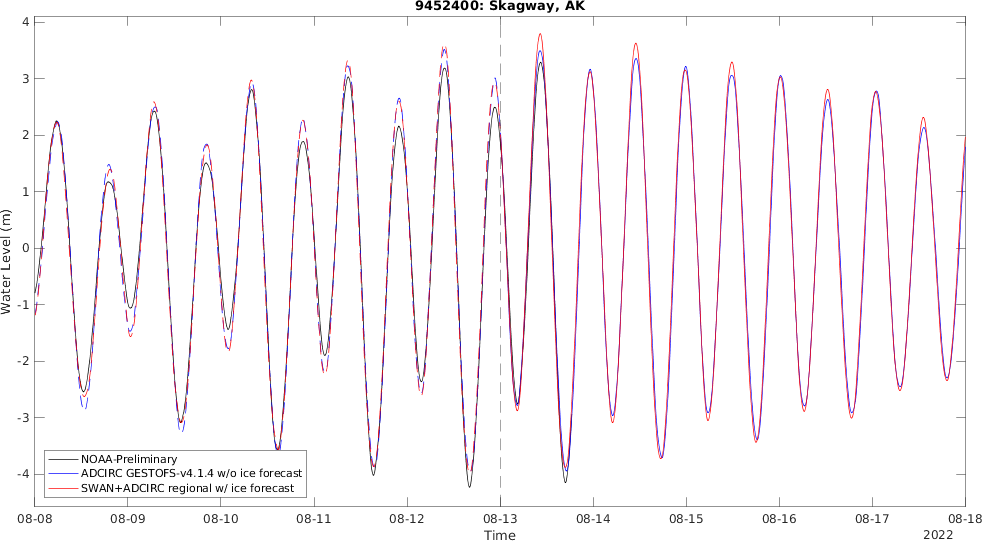 9452400: Skagway, AK
4
3
2
1
0
-1
-2
-3
-4
Water Level (m)
NOAA-Preliminary
ADCIRC GESTOFS-v4.1.4 w/o ice forecast
SWAN+ADCIRC regional w/ ice forecast
08-08 08-09 08-10 08-11 08-12 08-13 08-14 08-15 08-16 08-17 08-18
Time
2022